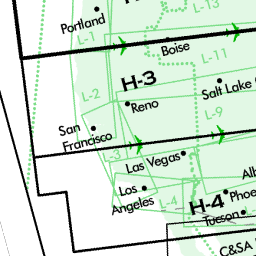 L-13
Portland
L-1
Boise
L-11
H-3
L-2
Salt Lake
Reno
L-9
San
Francisco
L-3
Las Vegas
Los
Angeles
L-4
H-4
Phoe
Tucson
C&SA